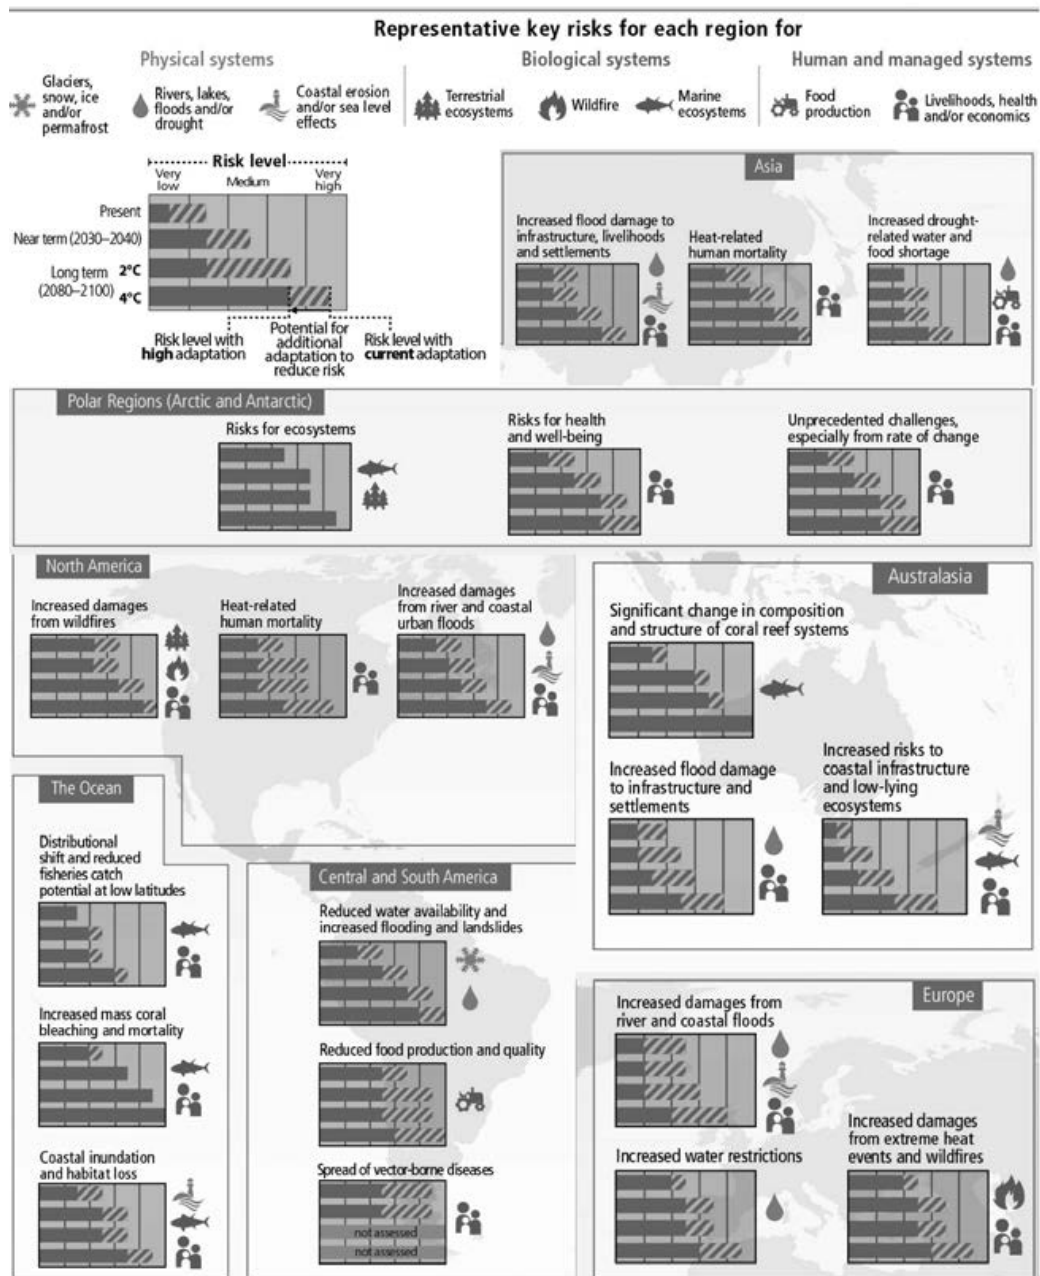 Representative key risks for each region for
Physical systems
Biological systems
Human and managed systems
Glaciers,
snow, ice
and/or
permafrost
Rivers, lakes,
floods and/or
drought
Coastal erosion
and/or sea level
effects
Terrestrial
ecosystems
Wildfire
Marine
ecosystems
Food
production
Livelihoods, health
and/or economics
Risk level
Very
low
Medium
Very
high
Present
Near term (2030–2040)
Long term
(2080–2100)
2°C
4°C
Risk level with
high adaptation
Potential for
additional
adaptation to
reduce risk
Risk level with
current adaptation
Asia
Increased flood damage to
infrastructure, livelihoods
and settlements
Heat-related
human mortality
Increased drought-
related water and
food shortage
Polar Regions (Arctic and Antarctic)
Risks for ecosystems
Risks for health
and well-being
Unprecedented challenges,
especially from rate of change
North America
Increased damages
from wildfires
Heat-related
human mortality
Increased damages
from river and coastal
urban floods
Australasia
Significant change in composition
and structure of coral reef systems
Increased flood damage
to infrastructure and
settlements
Increased risks to
coastal infrastructure
and low-lying
ecosystems
The Ocean
Distributional
shift and reduced
fisheries catch
potential at low latitudes
Increased mass coral
bleaching and mortality
Coastal inundation
and habitat loss
Central and South America
Reduced water availability and
increased flooding and landslides
Reduced food production and quality
Spread of vector-borne diseases
not assessed
not assessed
Europe
Increased damages from
river and coastal floods
Increased water restrictions
Increased damages
from extreme heat
events and wildfires